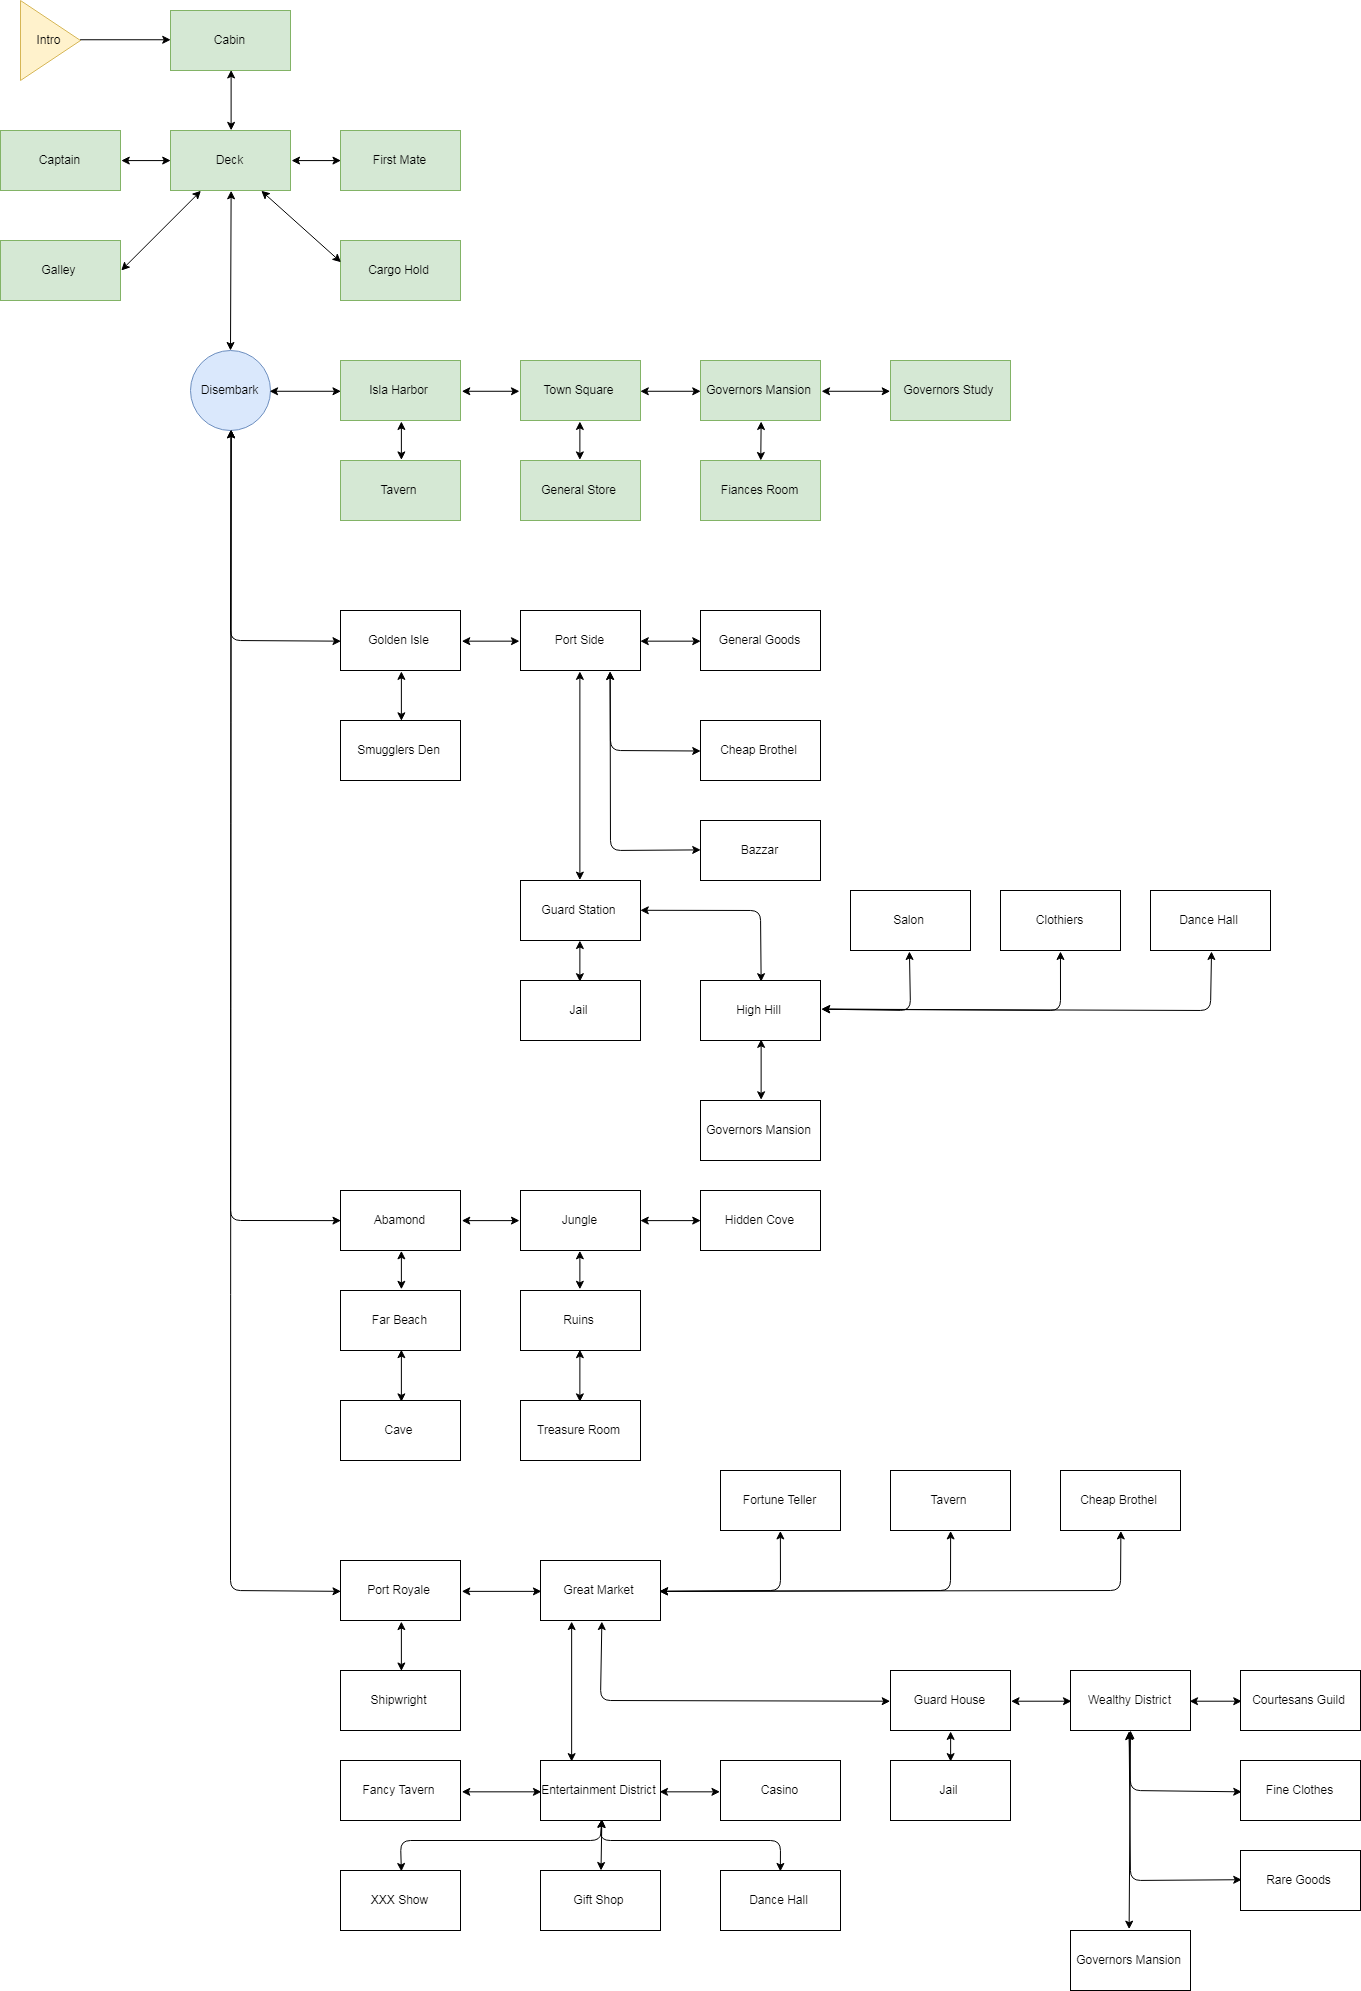 Intro
Cabin
Captain
Deck
First Mate
Galley
Cargo Hold
Disembark
Isla Harbor
Town Square
Governors Mansion
Governors Study
Tavern
General Store
Fiances Room
Golden Isle
Port Side
General Goods
Smugglers Den
Cheap Brothel
Bazzar
Guard Station
Salon
Clothiers
Dance Hall
Jail
High Hill
Governors Mansion
Abamond
Jungle
Hidden Cove
Far Beach
Ruins
Cave
Treasure Room
Fortune Teller
Tavern
Cheap Brothel
Port Royale
Great Market
Shipwright
Guard House
Wealthy District
Courtesans Guild
Fancy Tavern
Entertainment District
Casino
Jail
Fine Clothes
XXX Show
Gift Shop
Dance Hall
Rare Goods
Governors Mansion